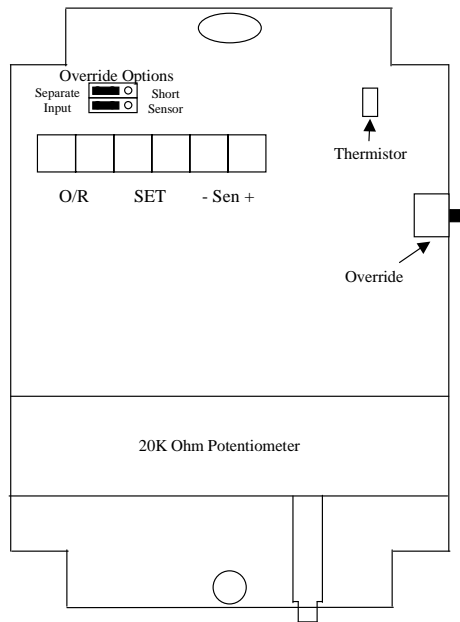 Override Options
Separate Short
Input Sensor
Thermistor
O/R SET - Sen +
Override
20K Ohm Potentiometer